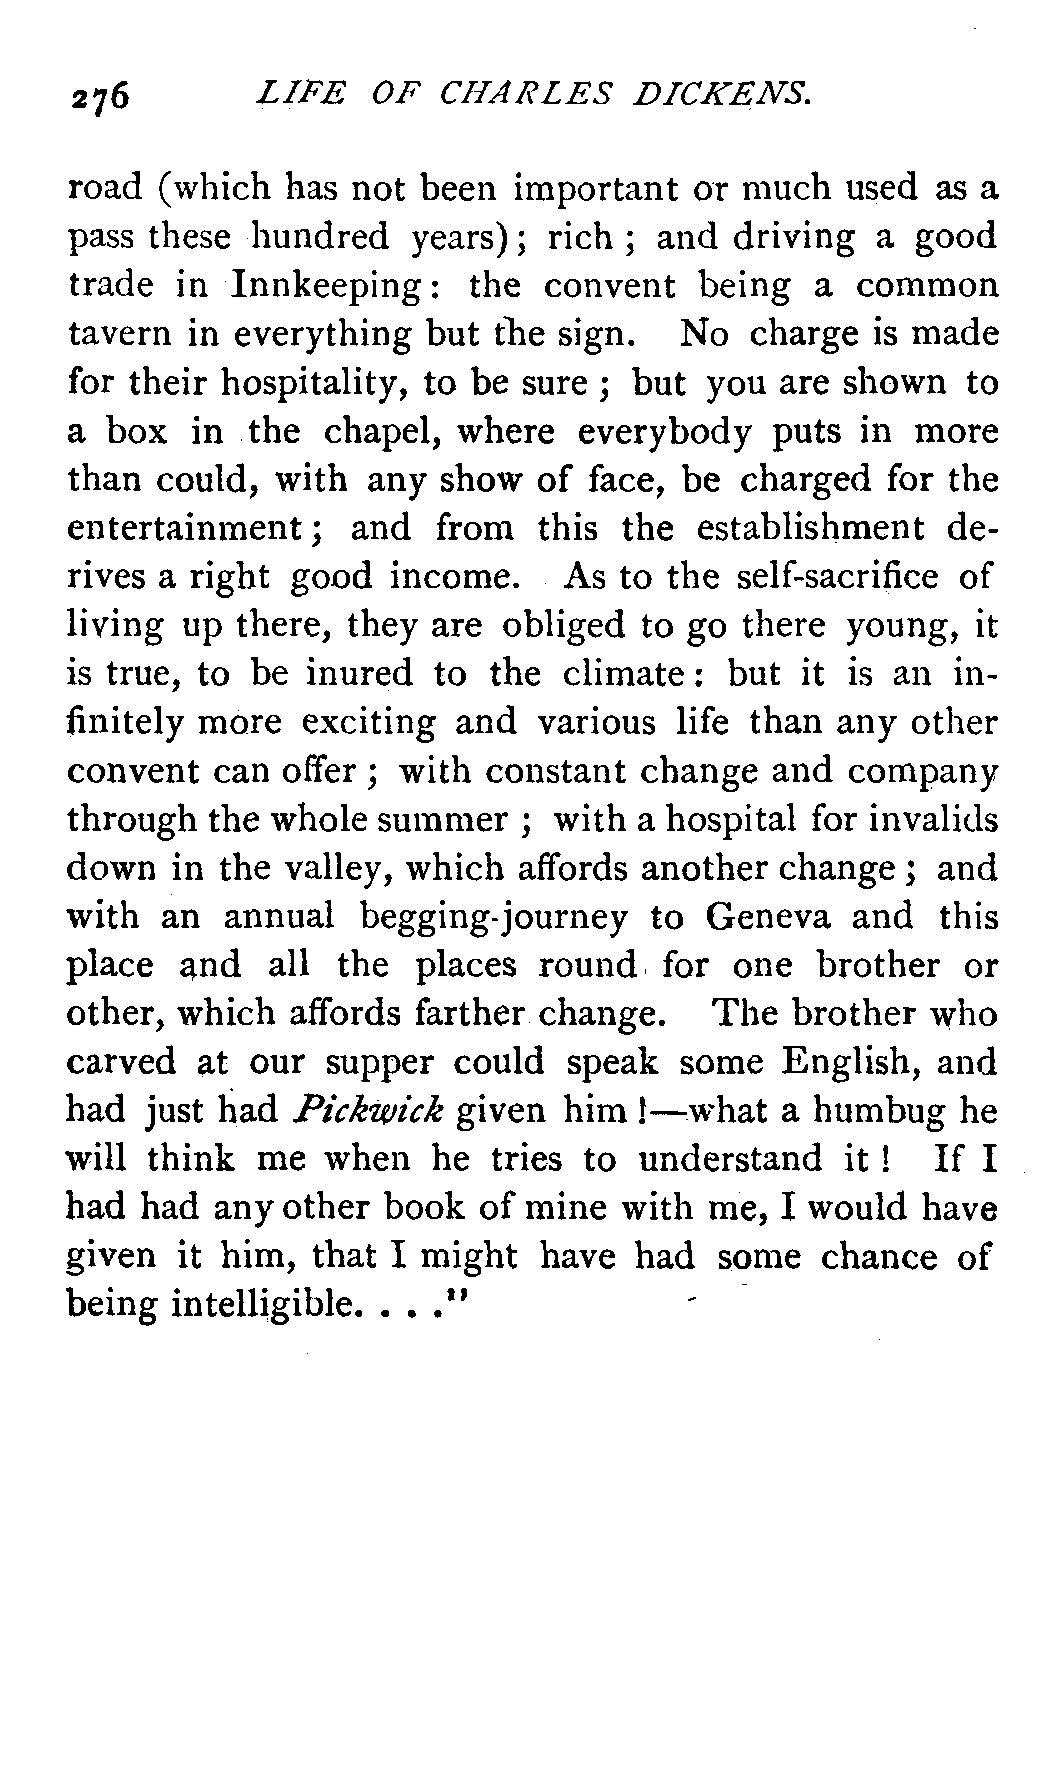 276 LIFE OF CHARLES DICKENS.
road (which has not been important or much used as a
pass these hundred years); rich; and driving a good
trade in Innkeeping: the convent being a common
tavern in everything but the sign. No charge is made
for their hospitality, to be sure; but you are shown to
a box in the chapel, where everybody puts in more
than could, with any show of face, be charged for the
entertainment; and from this the establishment de-
rives a right good income. As to the self-sacrifice of
living up there, they are obliged to go there young, it
is true, to be inured to the climate: but it is an in-
finitely more exciting and various life than any other
convent can offer; with constant change and company
through the whole summer; with a hospital for invalids
down in the valley, which affords another change; and
with an annual begging-journey to Geneva and this
place and all the places round for one brother or
other, which affords farther change. The brother who
carved at our supper could speak some English, and
had just had Pickwick given him!—what a humbug he
will think me when he tries to understand it! If I
had had any other book of mine with me, I would have
given it him, that I might have had some chance of
being intelligible. . . ."